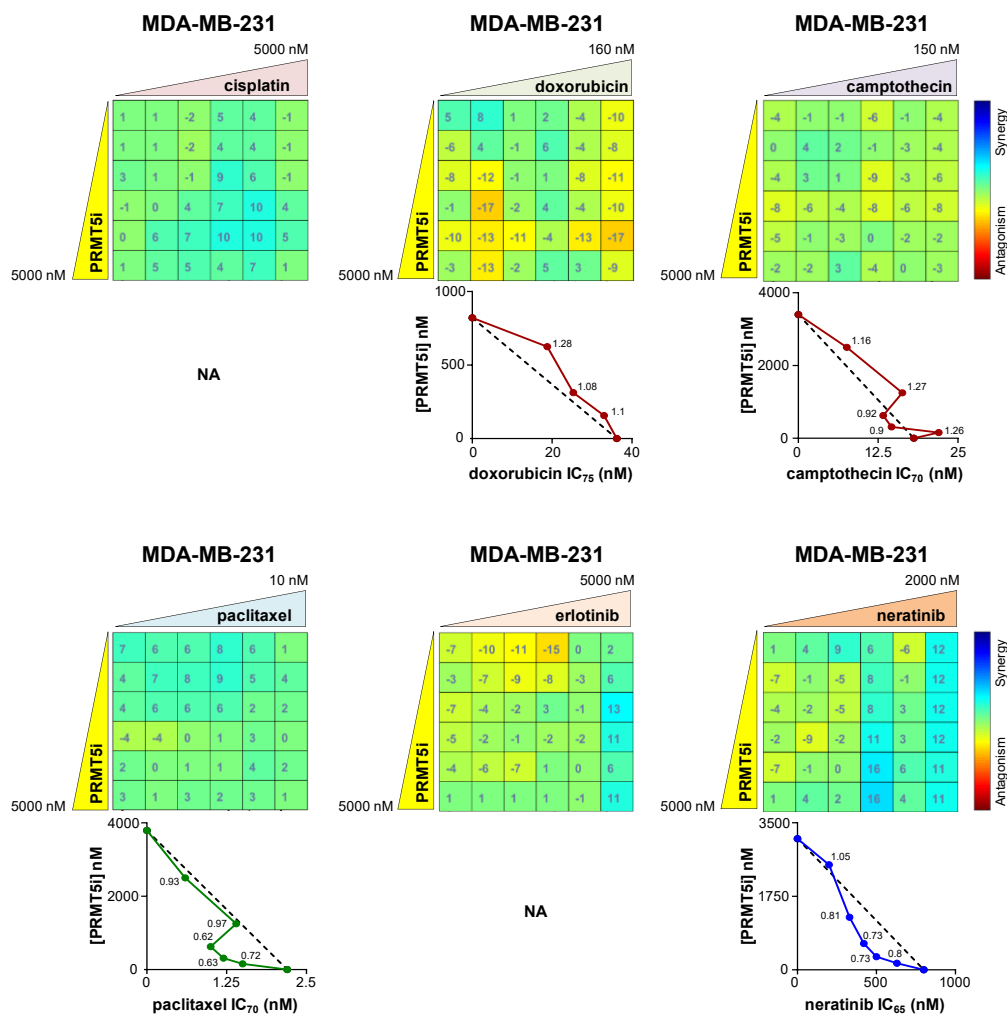 MDA-MB-231 MDA-MB-231 MDA-MB-231
5000 nM 160 nM 150 nM
cisplatin doxorubicin camptothecin
PRMT5i
5000 nM
1 1 -2 5 4 -1
1 1 -2 4 4 -1
3 1 -1 9 6 -1
-1 0 4 7 10 4
0 6 7 10 10 5
1 5 5 4 7 1
PRMT5i
5000 nM
5 8 1 2 -4 -10
-6 4 -1 6 -4 -8
-8 -12 -1 1 -8 -11
-1 -17 -2 4 -4 -10
-10 -13 -11 -4 -13 -17
-3 -13 -2 5 3 -9
PRMT5i
5000 nM
-4 -1 -1 -6 -1 -4
0 4 2 -1 -3 -4
-4 3 1 -9 -3 -6
-8 -6 -4 -8 -6 -8
-5 -1 -3 0 -2 -2
-2 -2 3 -4 0 -3
Synergy
Antagonism
NA
[PRMT5i] nM
1000
500
0
1.28
1.08
1.1
0 20 40
doxorubicin IC75 (nM)
[PRMT5i] nM
4000
2000
0
1.16
1.27
0.92
0.9
1.26
0 12.5 25
camptothecin IC70 (nM)
MDA-MB-231 MDA-MB-231 MDA-MB-231
10 nM 5000 nM 2000 nM
paclitaxel erlotinib neratinib
PRMT5i
5000 nM
7 6 6 8 6 1
4 7 8 9 5 4
4 6 6 6 2 2
-4 -4 0 1 3 0
2 0 1 1 4 2
3 1 3 2 3 1
PRMT5i
5000 nM
-7 -10 -11 -15 0 2
-3 -7 -9 -8 -3 6
-7 -4 -2 3 -1 13
-5 -2 -1 -2 -2 11
-4 -6 -7 1 0 6
1 1 1 1 -1 11
PRMT5i
5000 nM
1 4 9 6 -6 12
-7 -1 -5 8 -1 12
-4 -2 -5 8 3 12
-2 -9 -2 11 3 12
-7 -1 0 16 6 11
1 4 2 16 4 11
Synergy
Antagonism
[PRMT5i] nM
4000
2000
0
0.93
0.97
0.62
0.63
0.72
0 1.25 2.5
paclitaxel IC70 (nM)
NA
[PRMT5i] nM
3500
1750
0
1.05
0.81
0.73
0.73
0.8
0 500 1000
neratinib IC65 (nM)